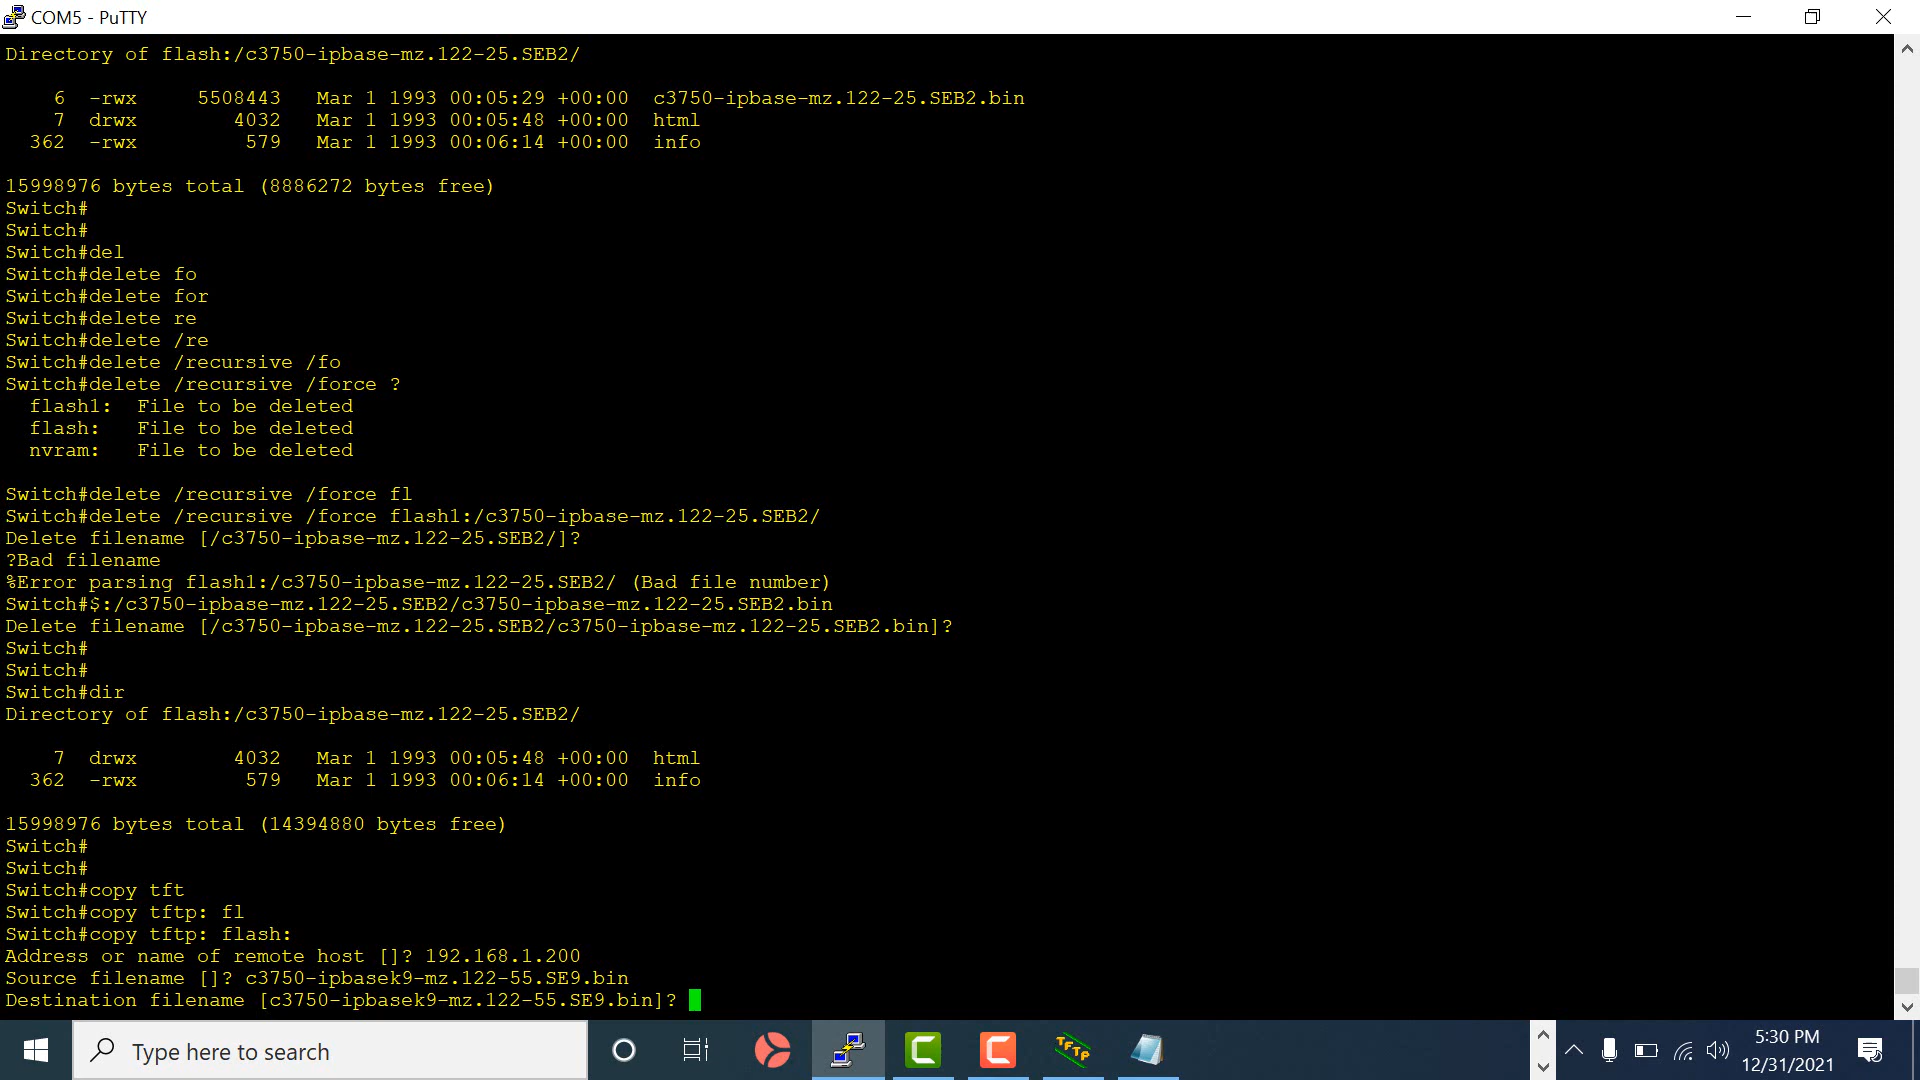 COM5 - PuTTY
Directory of flash:/c3750-ipbase-mz.122-25.SEB2/
6  -rwx     5508443   Mar 1 1993 00:05:29 +00:00  c3750-ipbase-mz.122-25.SEB2.bin
7  drwx        4032   Mar 1 1993 00:05:48 +00:00  html
362  -rwx         579   Mar 1 1993 00:06:14 +00:00  info
15998976 bytes total (8886272 bytes free)
Switch#
Switch#
Switch#del
Switch#delete fo
Switch#delete for
Switch#delete re
Switch#delete /re
Switch#delete /recursive /fo
Switch#delete /recursive /force ?
flash1:  File to be deleted
flash:   File to be deleted
nvram:   File to be deleted
Switch#delete /recursive /force fl
Switch#delete /recursive /force flash1:/c3750-ipbase-mz.122-25.SEB2/
Delete filename [/c3750-ipbase-mz.122-25.SEB2/]?
?Bad filename
%Error parsing flash1:/c3750-ipbase-mz.122-25.SEB2/ (Bad file number)
Switch#$:/c3750-ipbase-mz.122-25.SEB2/c3750-ipbase-mz.122-25.SEB2.bin
Delete filename [/c3750-ipbase-mz.122-25.SEB2/c3750-ipbase-mz.122-25.SEB2.bin]?
Switch#
Switch#
Switch#dir
Directory of flash:/c3750-ipbase-mz.122-25.SEB2/
7  drwx        4032   Mar 1 1993 00:05:48 +00:00  html
362  -rwx         579   Mar 1 1993 00:06:14 +00:00  info
15998976 bytes total (14394880 bytes free)
Switch#
Switch#
Switch#copy tft
Switch#copy tftp: fl
Switch#copy tftp: flash:
Address or name of remote host []? 192.168.1.200
Source filename []? c3750-ipbasek9-mz.122-55.SE9.bin
Destination filename [c3750-ipbasek9-mz.122-55.SE9.bin]?
Type here to search
TFTP
5:30 PM
12/31/2021